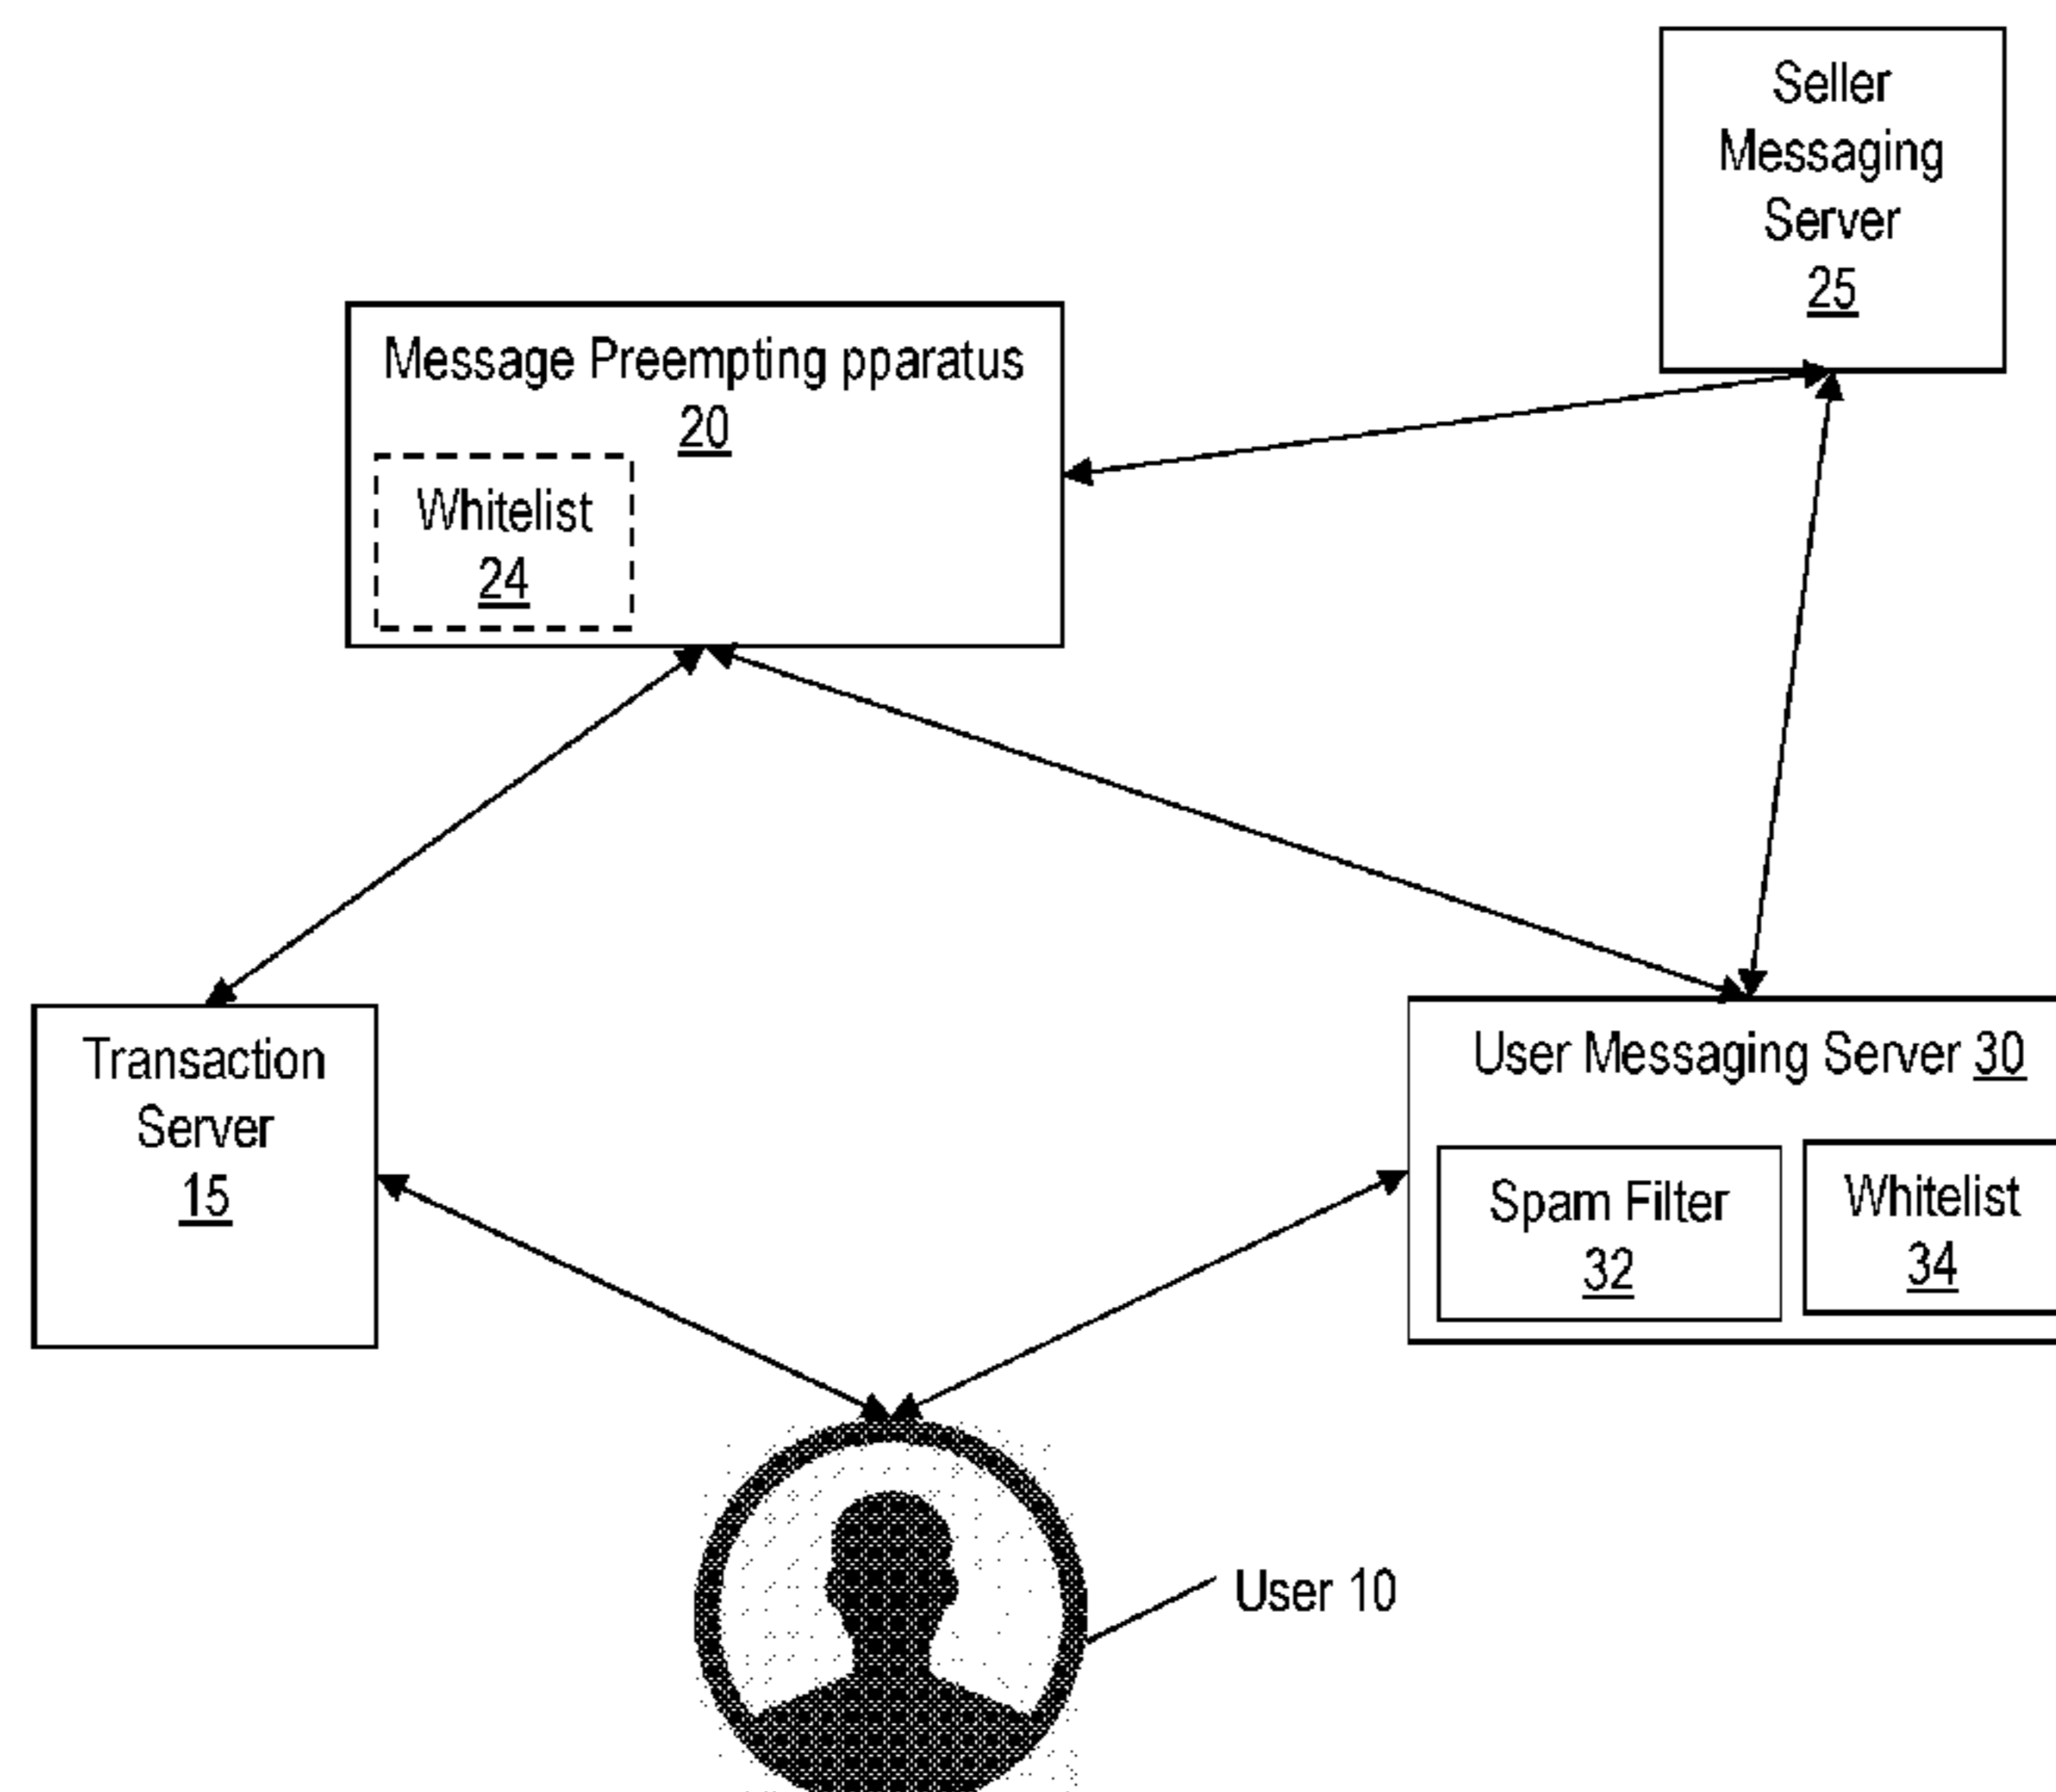 Seller
Messaging
Server
25
Message Preempting pparatus
20
Whitelist
24
Transaction
Server
15
User Messaging Server 30
Spam Filter
32
Whitelist
34
User 10